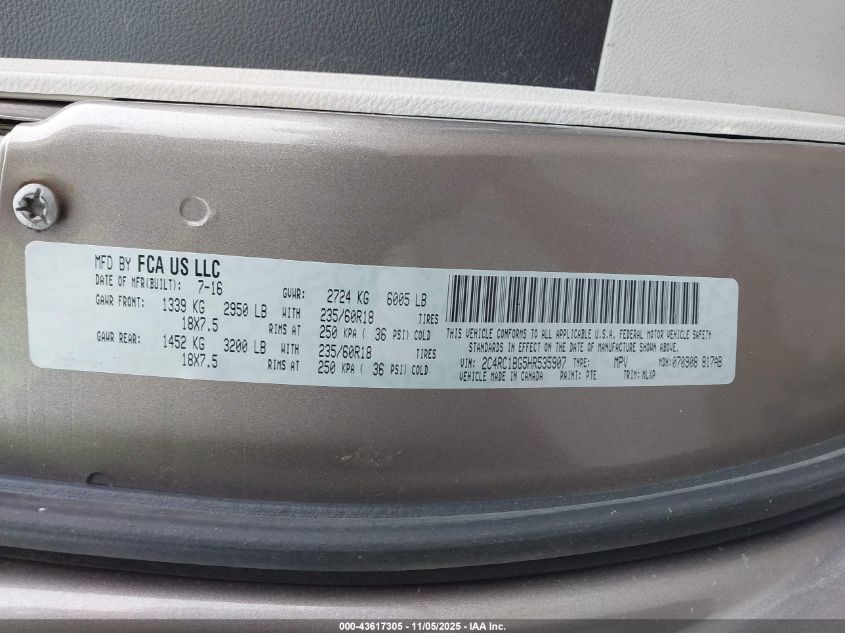 MFD BY FCA US LLC
DATE OF MFR(BUILT): 7-16 GVWR: 2724 KG 6005 LB
GAWR FRONT: 1339 KG 2950 LB WITH 235/60R18 TIRES
18X7.5 RIMS AT 250 KPA ( 36 PSI) COLD
GAWR REAR: 1452 KG 3200 LB WITH 235/60R18 TIRES
18X7.5 RIMS AT 250 KPA ( 36 PSI) COLD
THIS VEHICLE CONFORMS TO ALL APPLICABLE U.S.A. FEDERAL MOTOR VEHICLE SAFETY
STANDARDS IN EFFECT ON THE DATE OF MANUFACTURE SHOWN ABOVE.
VIN: 2C4RC1BG5HR535907 TYPE: MPV MDH:070908 817AB
VEHICLE MADE IN CANADA PAINT: PTE TRIM:MLXP
000-43617305 - 11/05/2025 - IAA Inc.